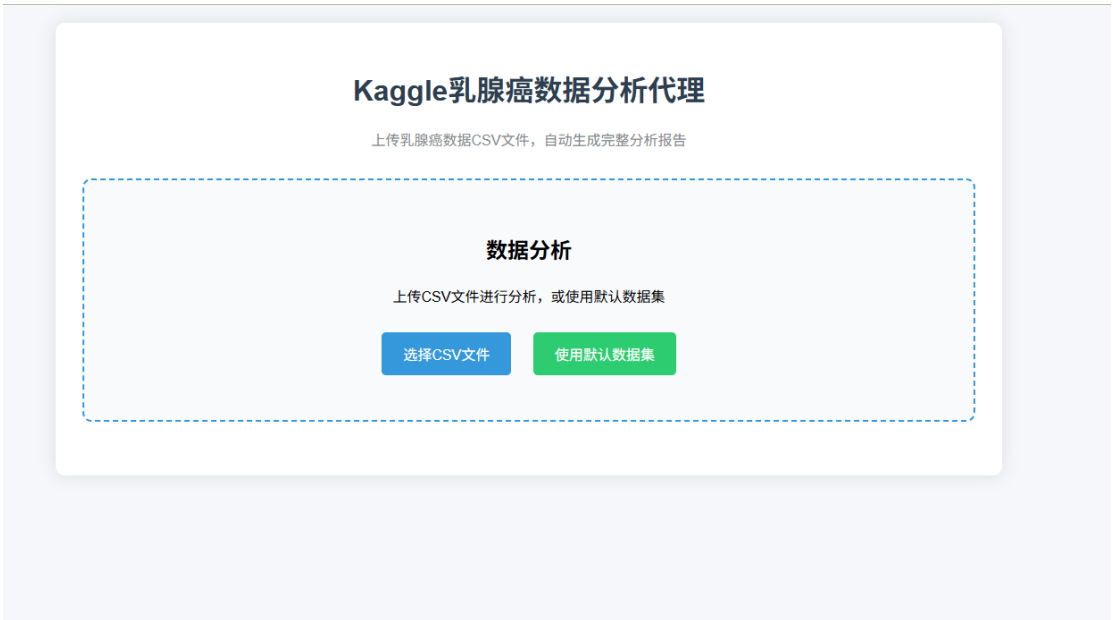 Kaggle乳腺癌数据分析代理
上传乳腺癌数据CSV文件，自动生成完整分析报告
数据分析
上传CSV文件进行分析，或使用默认数据集
选择CSV文件
使用默认数据集